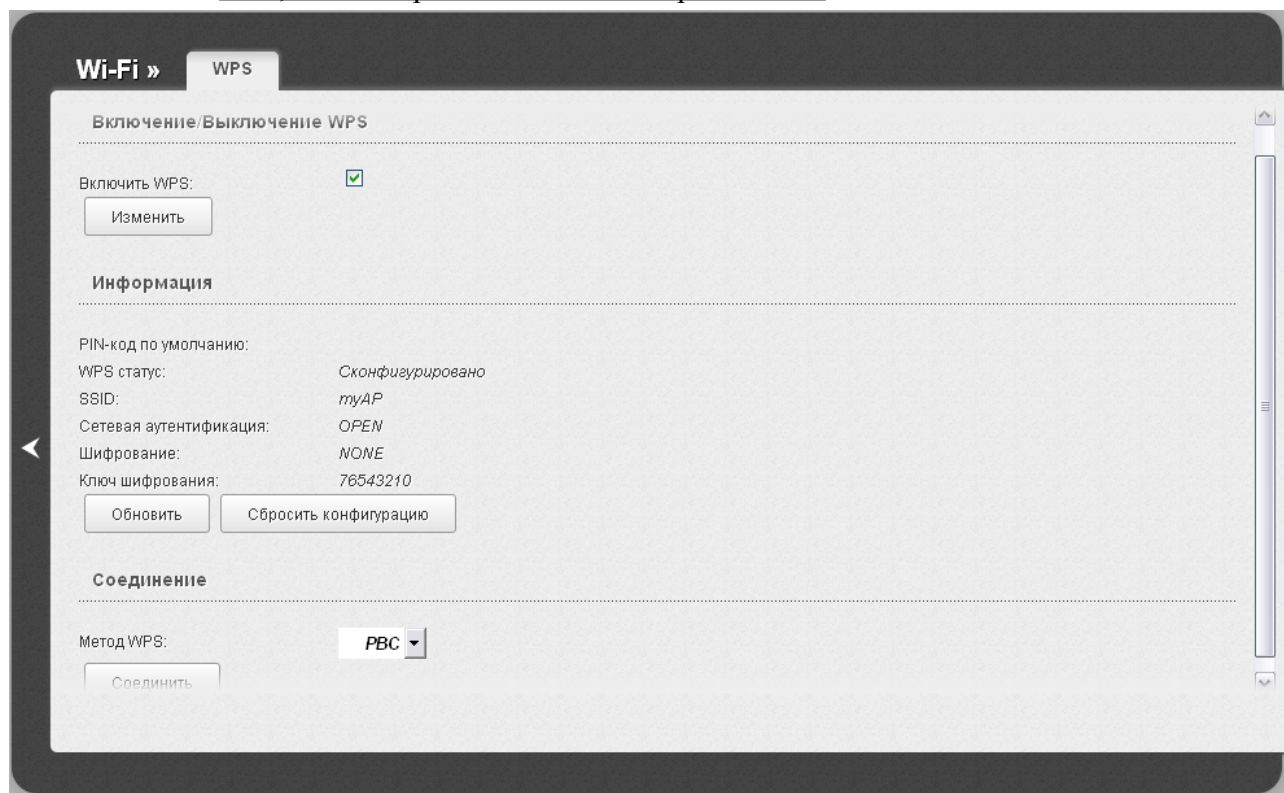 Wi-Fi » WPS
Включение/Выключение WPS
Включить WPS:
Изменить
Информация
PIN-код по умолчанию:
WPS статус: Сконфигурировано
SSID: myAP
Сетевая аутентификация: OPEN
Шифрование: NONE
Ключ шифрования: 76543210
Обновить Сбросить конфигурацию
Соединение
Метод WPS: PBC
Соединить